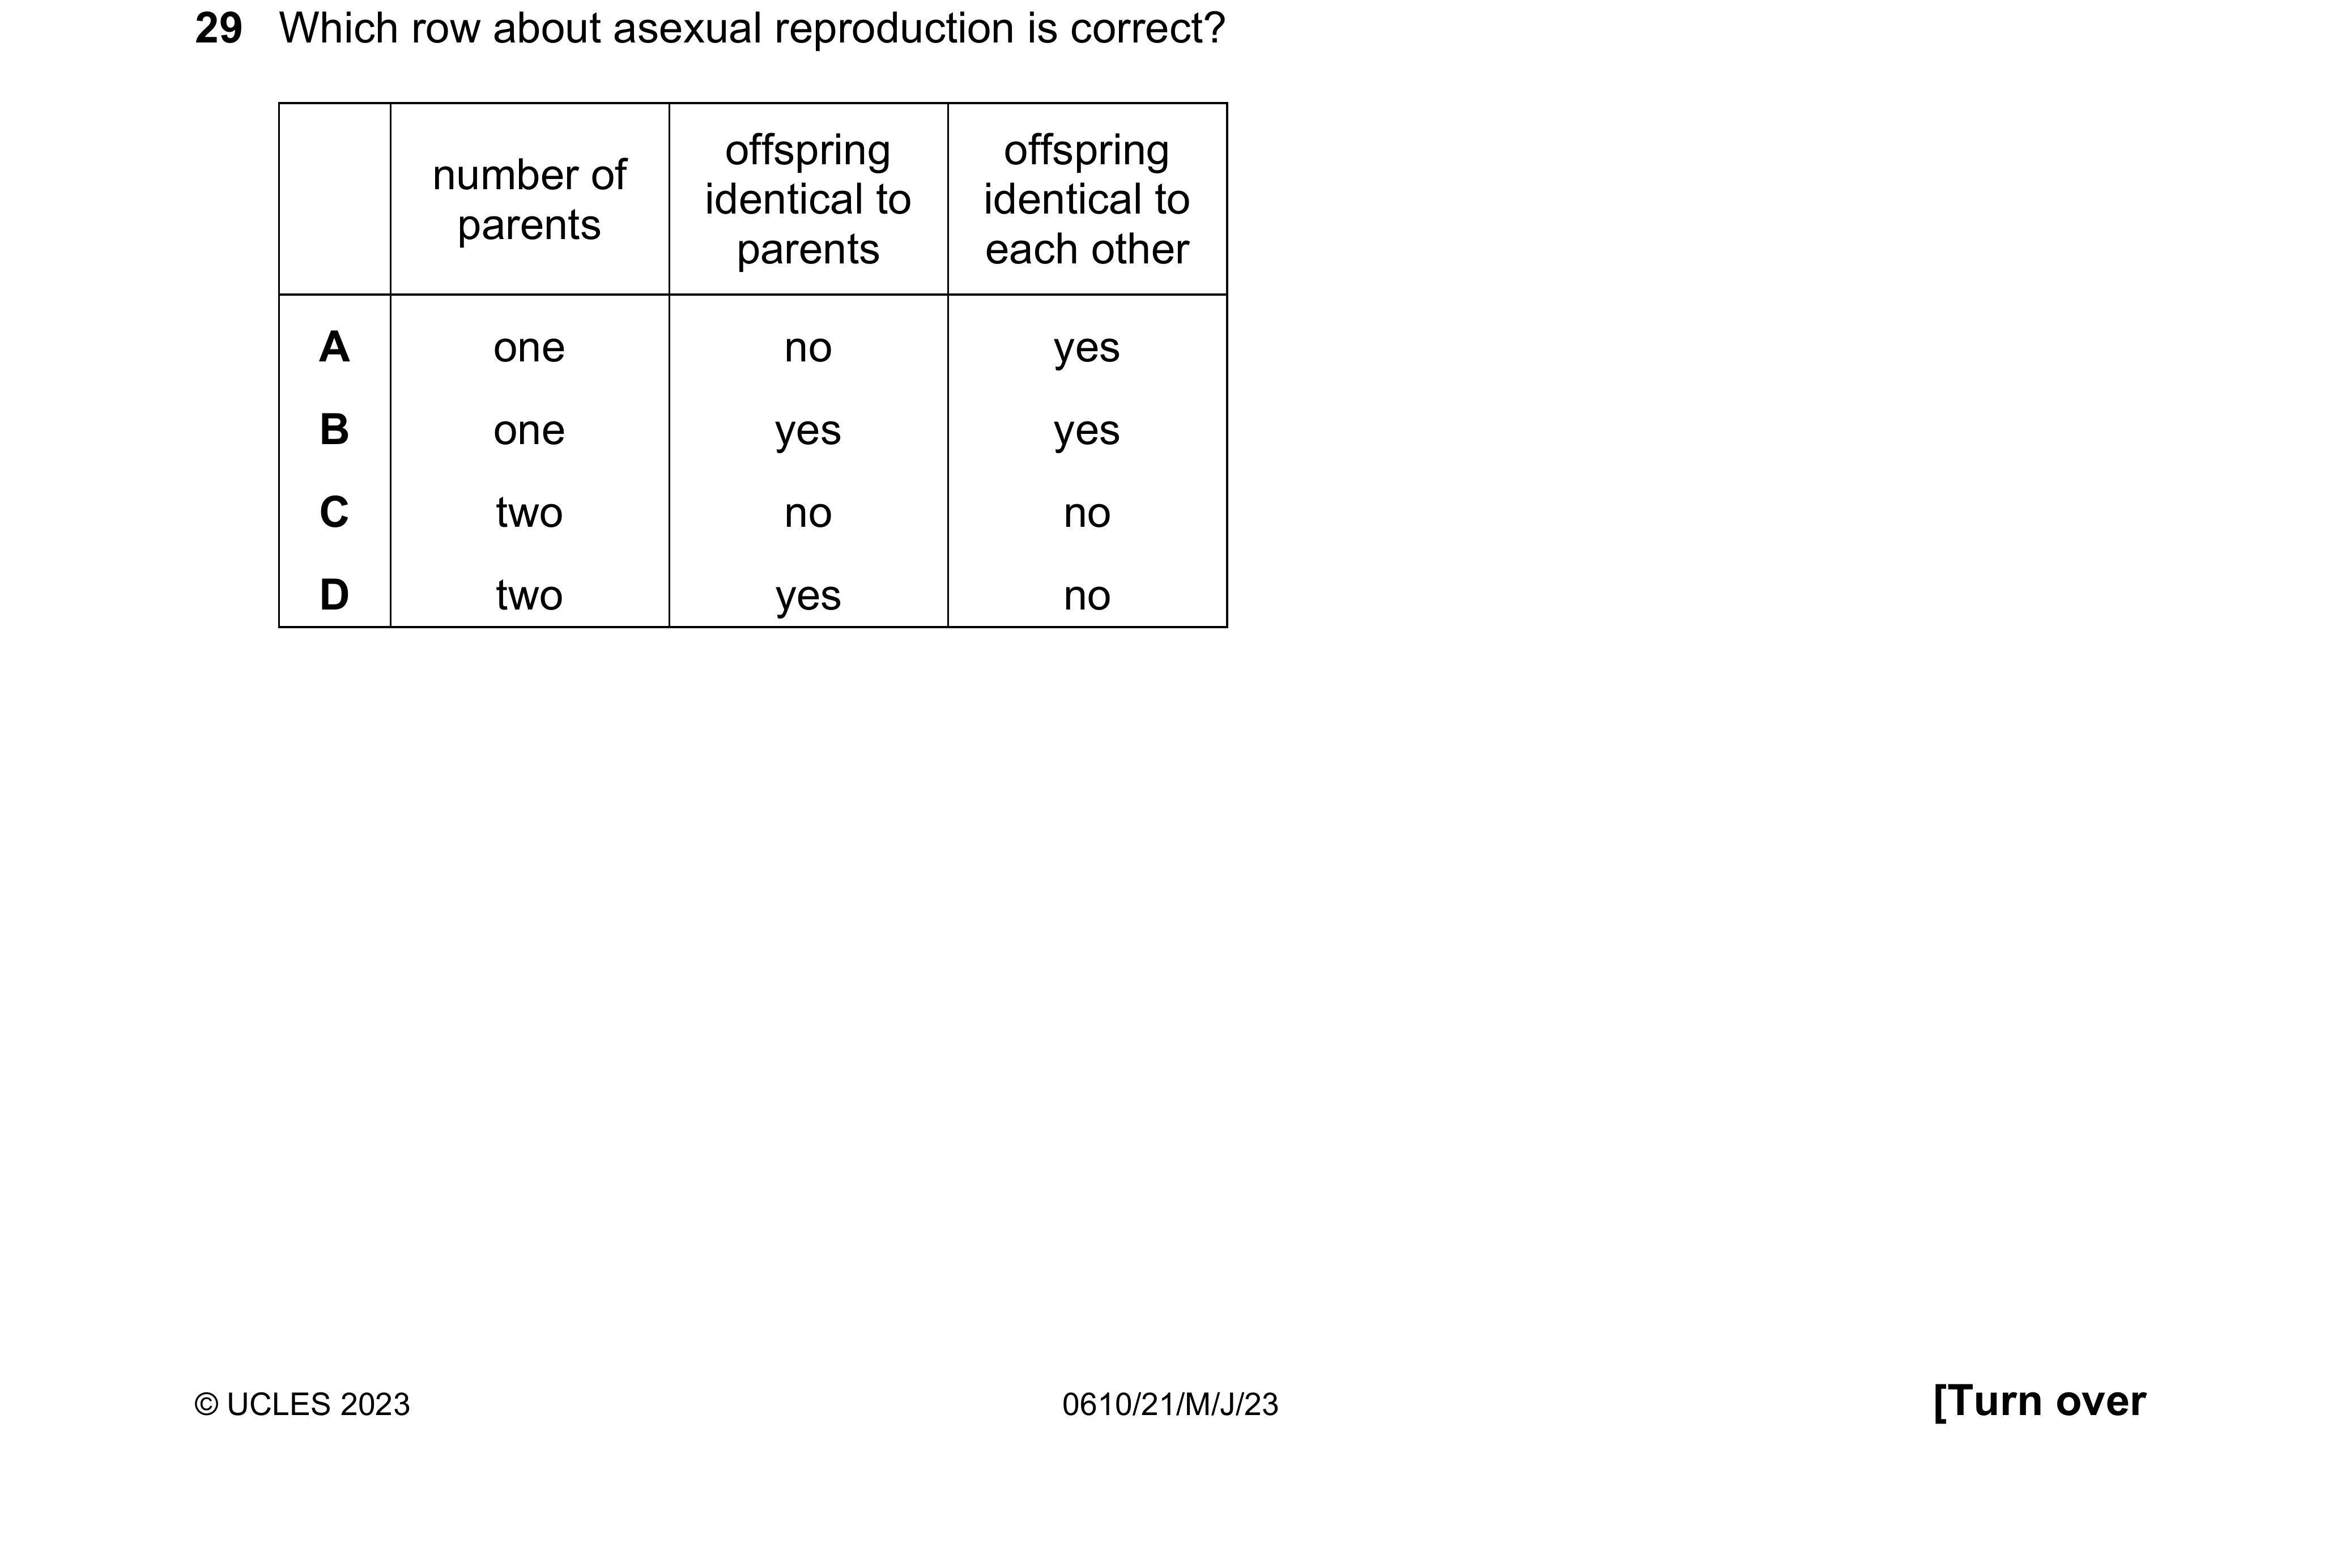 29 Which row about asexual reproduction is correct?
number of
parents
offspring
identical to
parents
offspring
identical to
each other
A one no yes
B one yes yes
C two no no
D two yes no
© UCLES 2023 0610/21/M/J/23 [Turn over